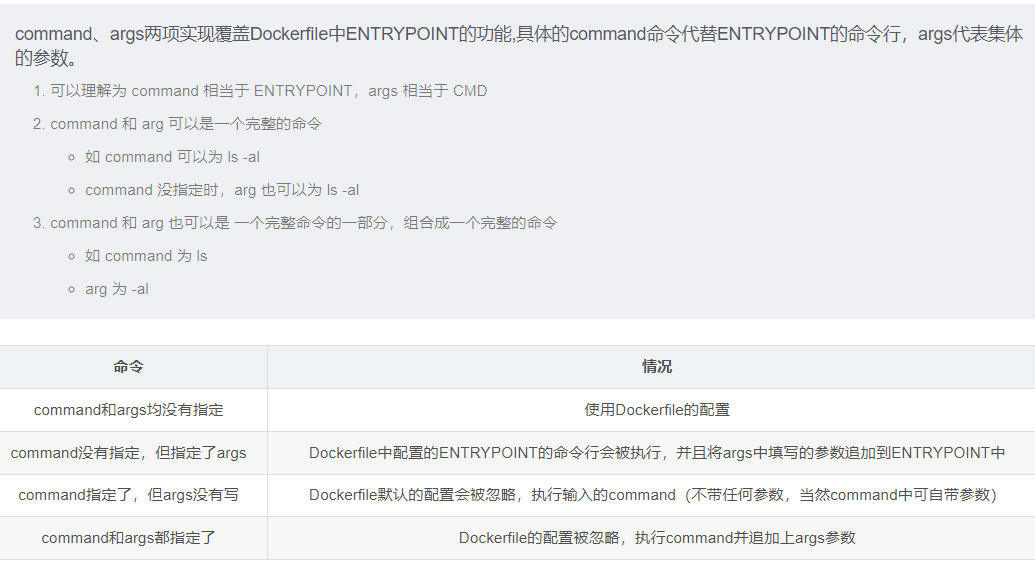 command、args两项实现覆盖Dockerfile中ENTRYPOINT的功能,具体的command命令代替ENTRYPOINT的命令行，args代表集体
的参数。
1. 可以理解为 command 相当于 ENTRYPOINT，args 相当于 CMD
2. command 和 arg 可以是一个完整的命令
如 command 可以为 ls -al
command 没指定时，arg 也可以为 ls -al
3. command 和 arg 也可以是 一个完整命令的一部分，组合成一个完整的命令
如 command 为 ls
arg 为 -al
命令 情况
command和args均没有指定 使用Dockerfile的配置
command没有指定，但指定了args Dockerfile中配置的ENTRYPOINT的命令行会被执行，并且将args中填写的参数追加到ENTRYPOINT中
command指定了，但args没有写 Dockerfile默认的配置会被忽略，执行输入的command（不带任何参数，当然command中可自带参数）
command和args都指定了 Dockerfile的配置被忽略，执行command并追加上args参数